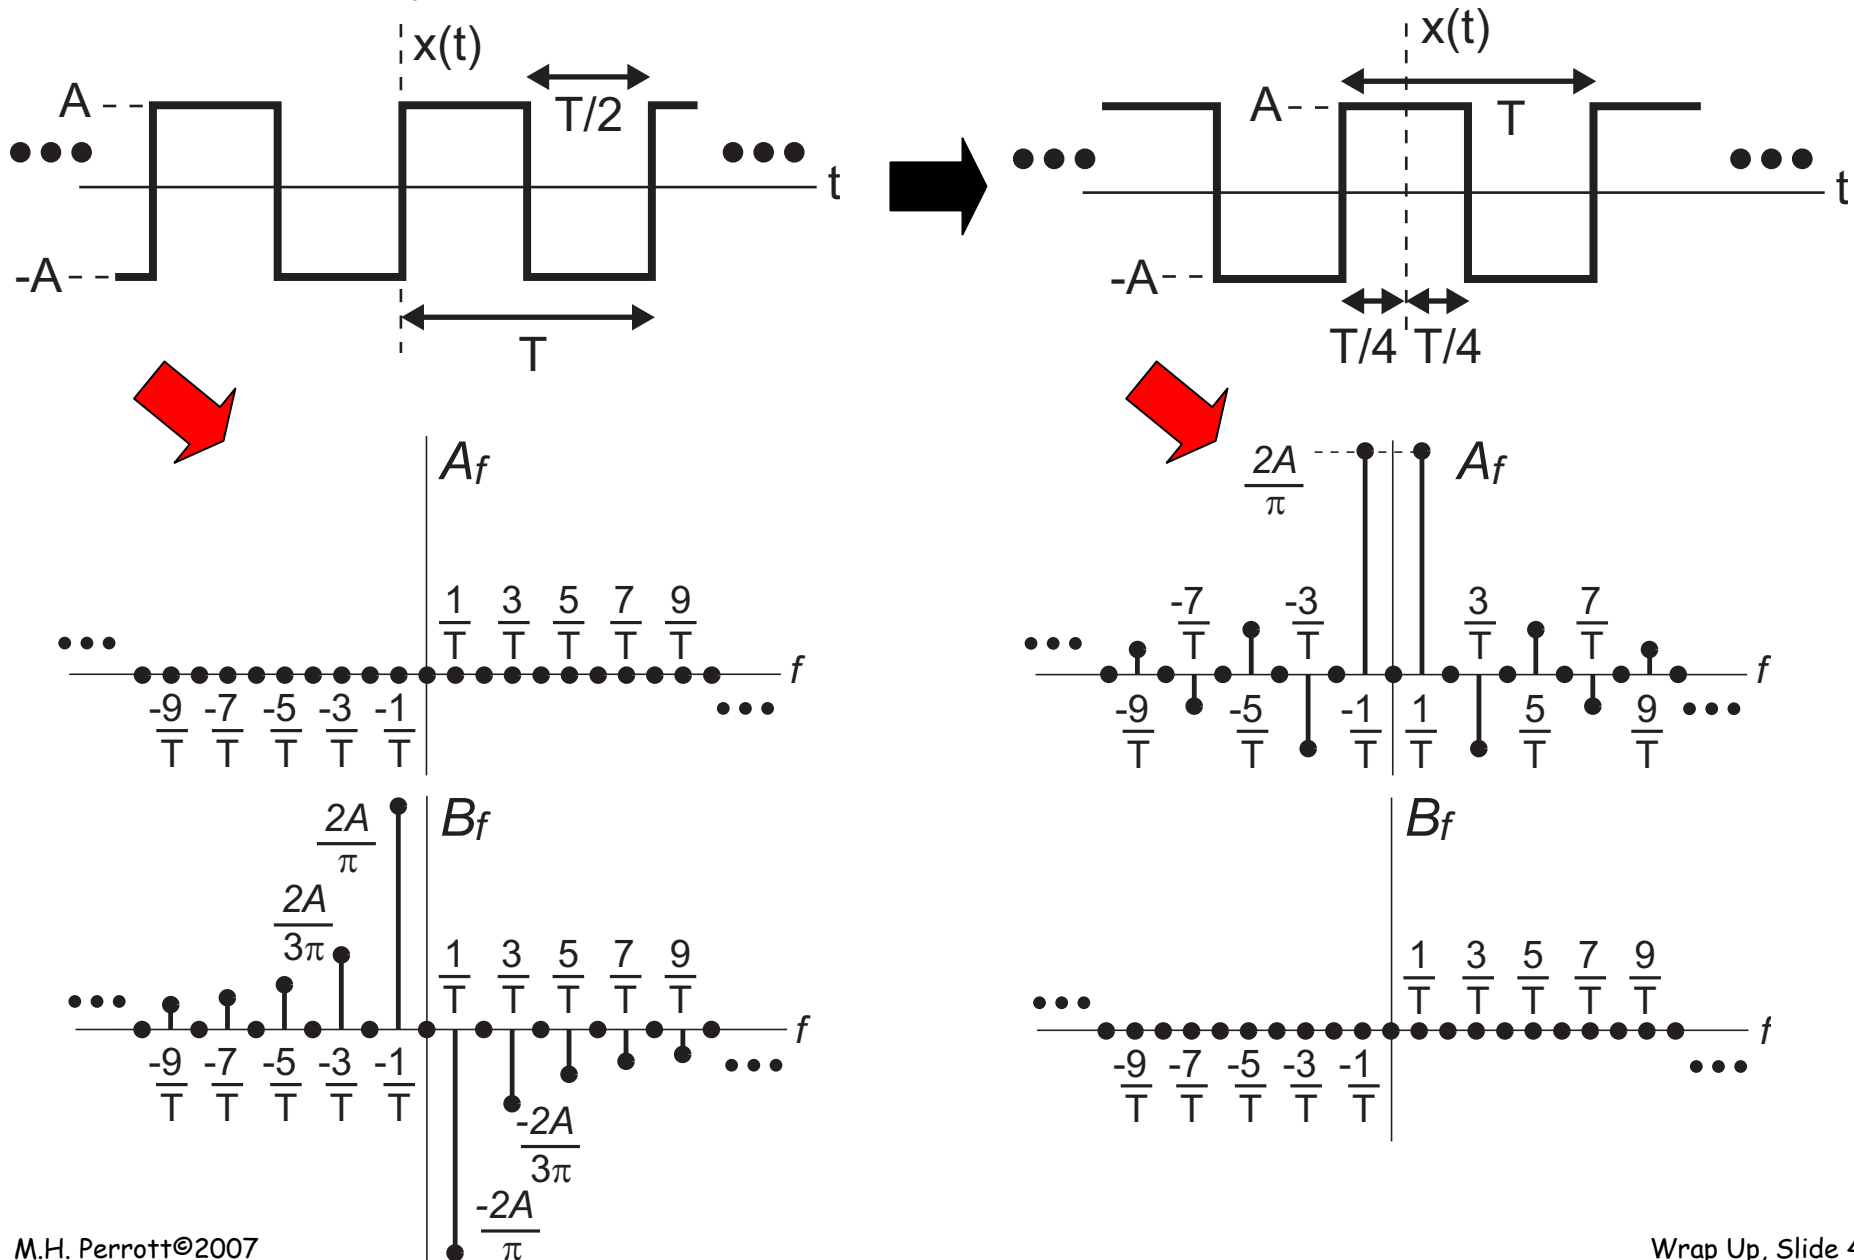 x(t)
A
T/2
t
-A
T
x(t)
A
T
t
-A
T/4 T/4
Af
1/T 3/T 5/T 7/T 9/T
f
-9/T -7/T -5/T -3/T -1/T
2A/π
Af
-7/T -3/T 3/T 7/T
f
-9/T -5/T -1/T 1/T 5/T 9/T
Bf
2A/π
2A/3π
1/T 3/T 5/T 7/T 9/T
f
-9/T -7/T -5/T -3/T -1/T
-2A/3π
-2A/π
Bf
1/T 3/T 5/T 7/T 9/T
f
-9/T -7/T -5/T -3/T -1/T
M.H. Perrott©2007
Wrap Up, Slide 4